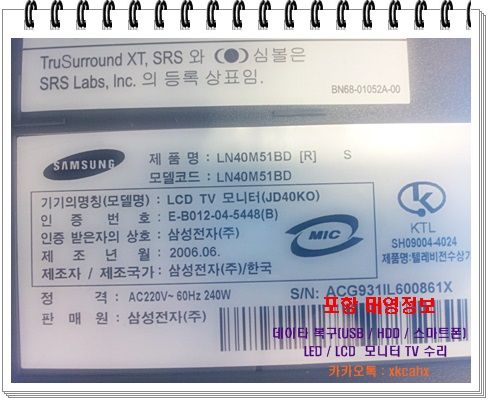 TruSurround XT, SRS 와 심볼은
SRS Labs, Inc. 의 등록 상표임.
BN68-01052A-00
SAMSUNG
제 품 명 : LN40M51BD [R] S
모델코드 : LN40M51BD
기기의명칭(모델명) : LCD TV 모니터(JD40KO)
인 증 번 호 : E-B012-04-5448(B)
인증 받은자의 상호 : 삼성전자(주)
제 조 년 월 : 2006.06.
제조자 / 제조국가 : 삼성전자(주)/한국
MIC
KTL
SH09004-4024
제품명:텔레비전수상기
정 격 : AC220V~ 60Hz 240W
S/N: ACG931IL600861X
판 매 원 : 삼성전자(주)
포항 태영정보
데이타 복구(USB / HDD / 스마트폰)
LED / LCD 모니터 TV 수리
카카오톡 : xkcahx